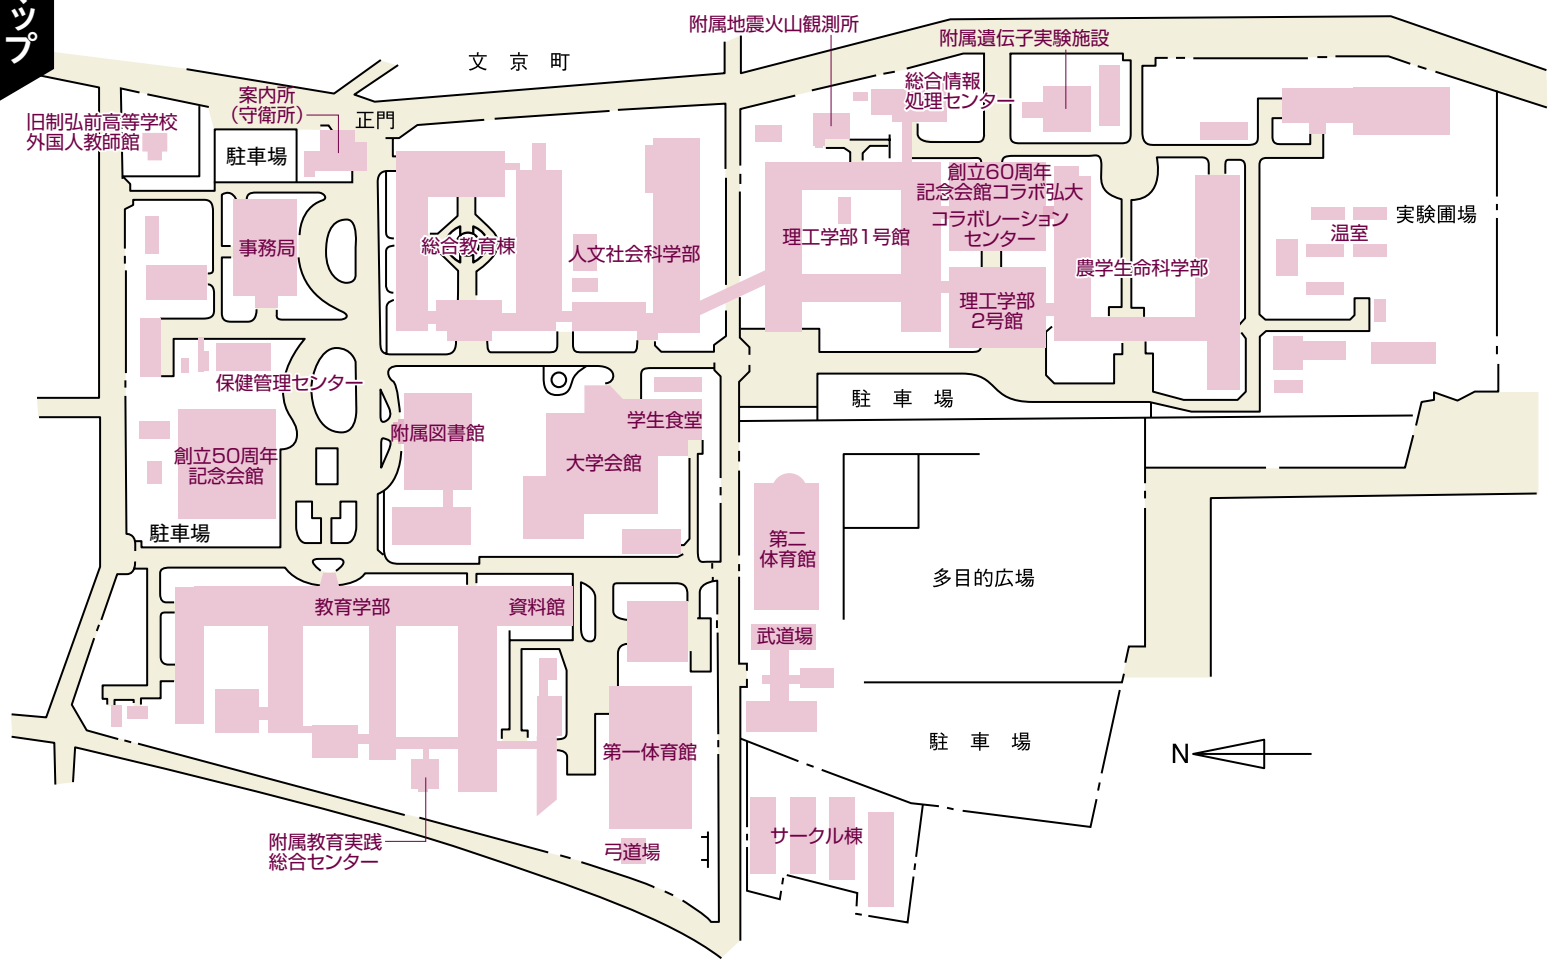 ップ
文 京 町
附属地震火山観測所
附属遺伝子実験施設
総合情報
処理センター
案内所
(守衛所)
正門
旧制弘前高等学校
外国人教師館
駐車場
事務局
総合教育棟
人文社会科学部
理工学部1号館
創立60周年
記念会館コラボ弘大
コラボレーション
センター
農学生命科学部
理工学部
2号館
実験圃場
温室
保健管理センター
創立50周年
記念会館
駐車場
附属図書館
学生食堂
大学会館
駐 車 場
第二
体育館
多目的広場
武道場
教育学部
資料館
第一体育館
駐 車 場
N
附属教育実践
総合センター
弓道場
サークル棟